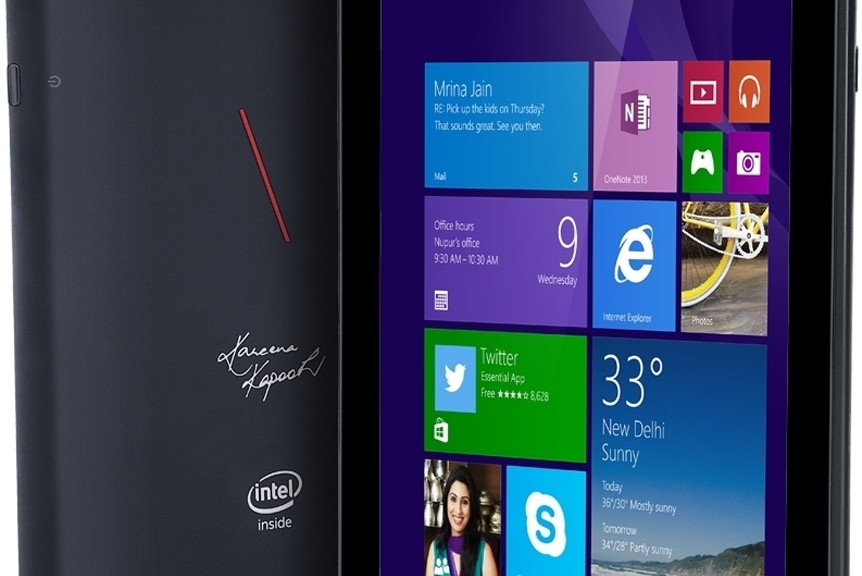 Kareena
Kapoor
intel
inside
Mrina Jain
RE: Pick up the kids on Thursday?
That sounds great. See you then.
Mail
5
N
OneNote 2013
Office hours
Nupur's office
9:30 AM – 10:30 AM
9
Wednesday
Internet Explorer
Photos
Twitter
Essential App
Free ★★★★☆ 8,628
33°
New Delhi
Sunny
Today
36°/30° Mostly sunny
Tomorrow
34°/28° Partly sunny
S